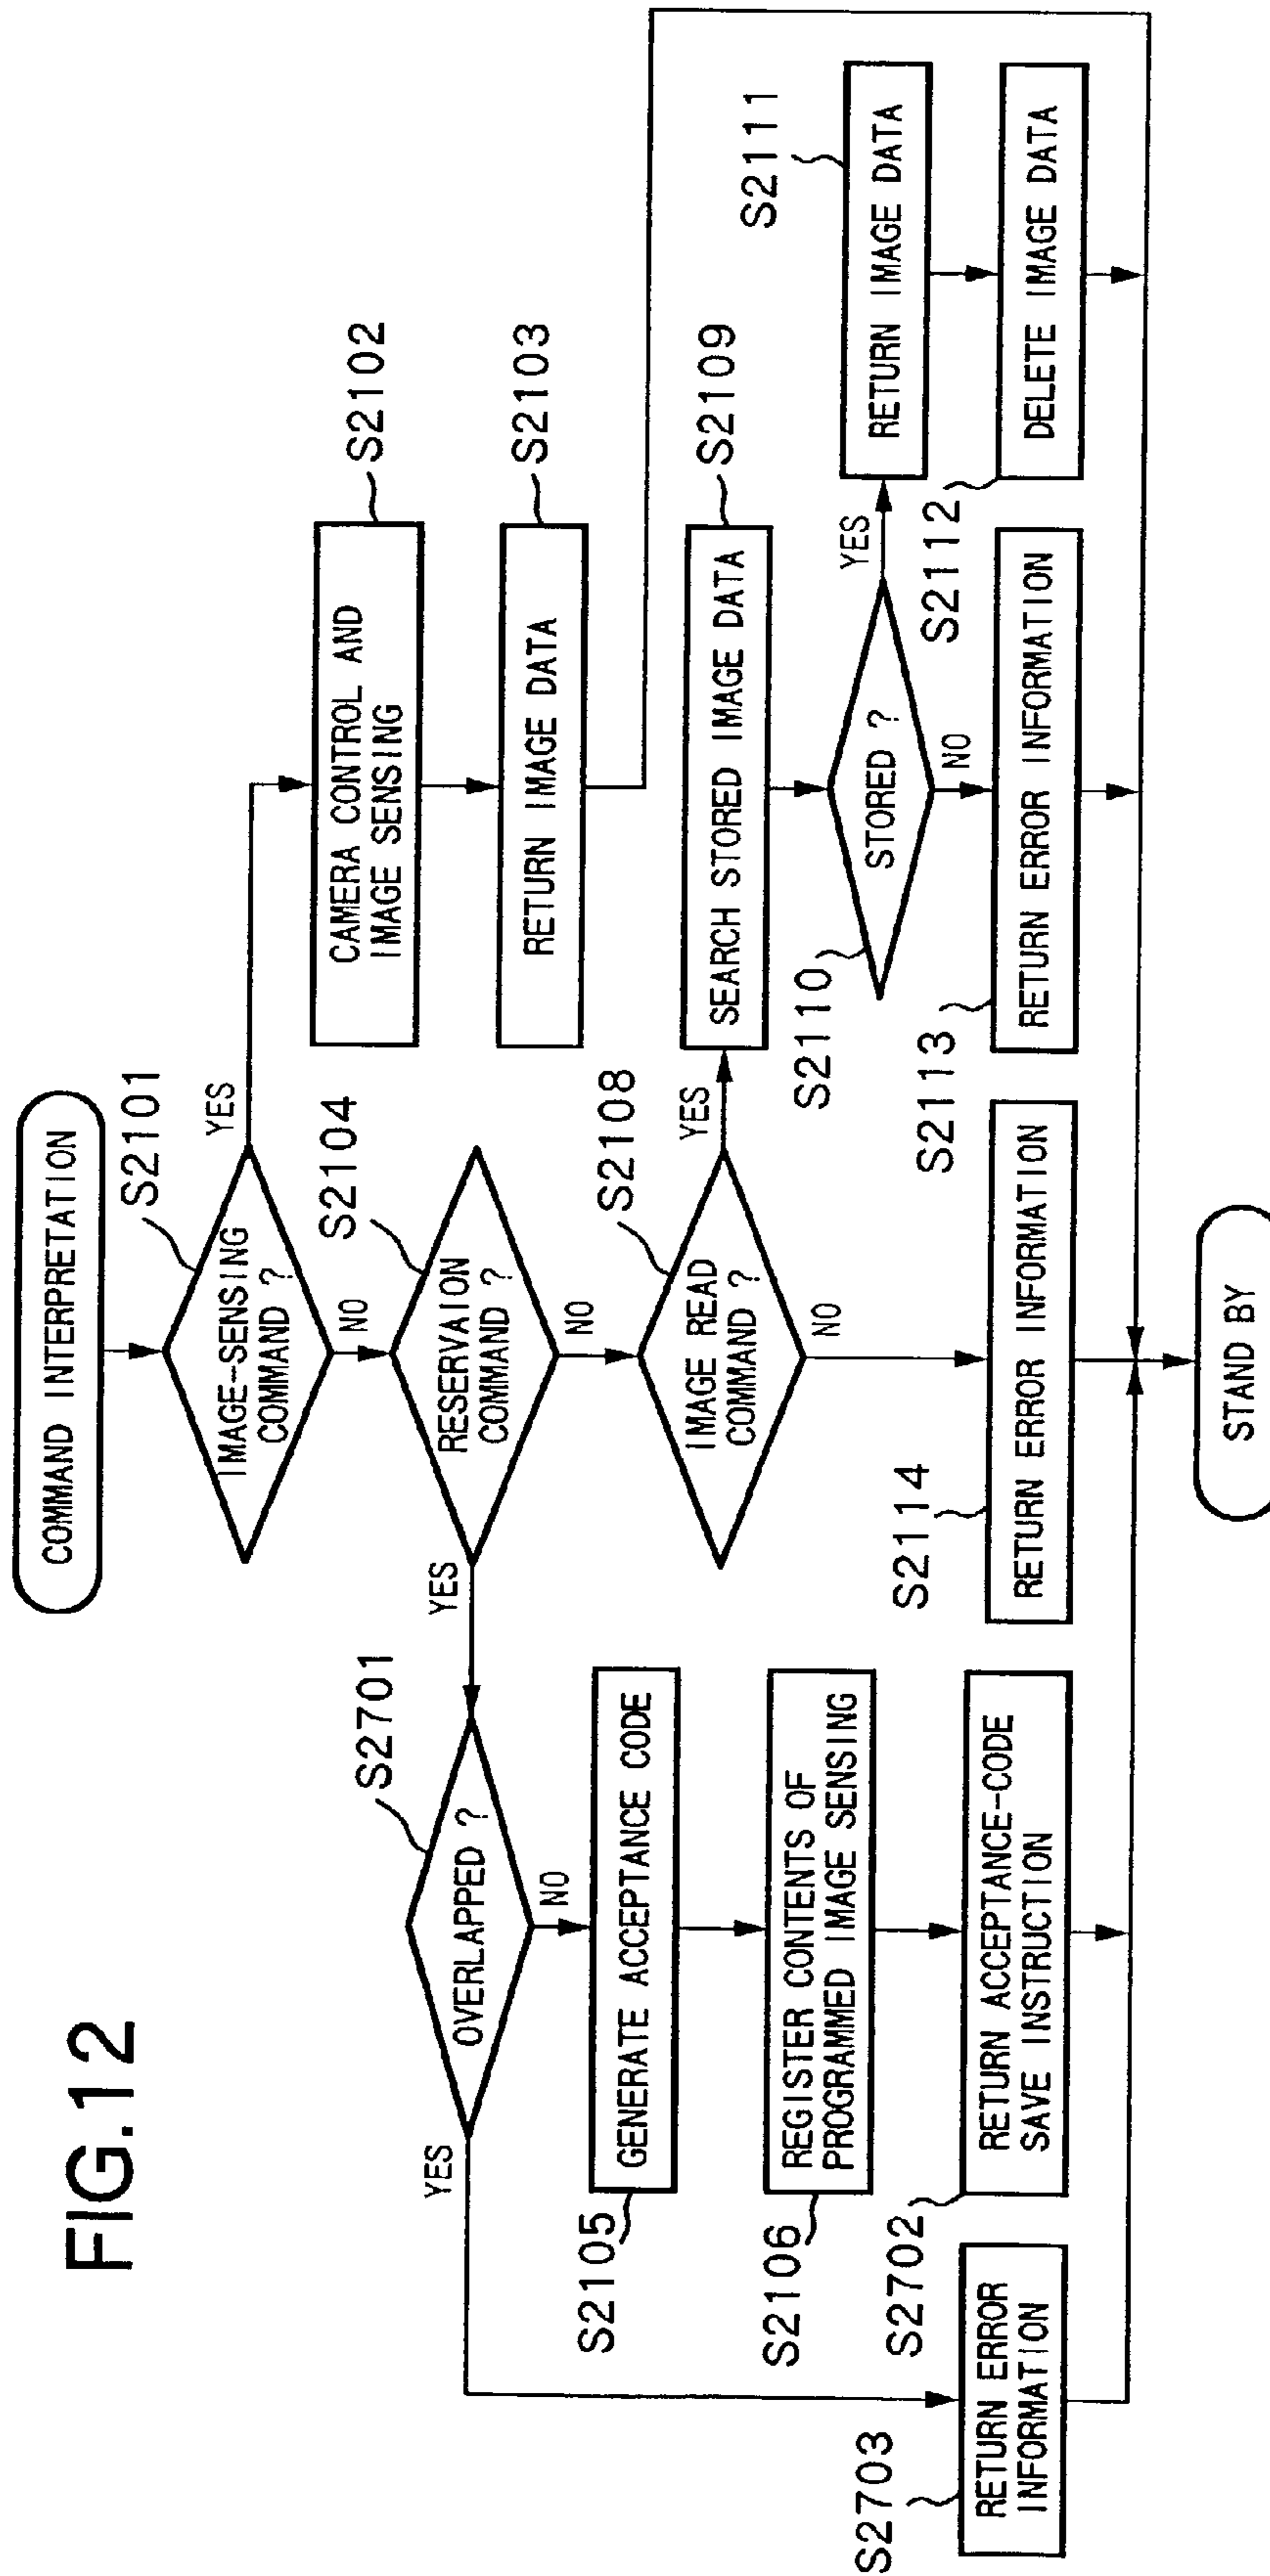 FIG.12
COMMAND INTERPRETATION
S2101
IMAGE-SENSING
COMMAND ?
YES
NO
S2102
CAMERA CONTROL AND
IMAGE SENSING
S2103
RETURN IMAGE DATA
S2104
RESERVAION
COMMAND ?
YES
NO
S2701
OVERLAPPED ?
YES
NO
S2105
GENERATE ACCEPTANCE CODE
S2106
REGISTER CONTENTS OF
PROGRAMMED IMAGE SENSING
S2702
RETURN ACCEPTANCE-CODE
SAVE INSTRUCTION
S2703
RETURN ERROR
INFORMATION
S2108
IMAGE READ
COMMAND ?
YES
NO
S2109
SEARCH STORED IMAGE DATA
S2110
STORED ?
YES
NO
S2111
RETURN IMAGE DATA
S2112
DELETE IMAGE DATA
S2113
RETURN ERROR INFORMATION
S2114
RETURN ERROR INFORMATION
STAND BY